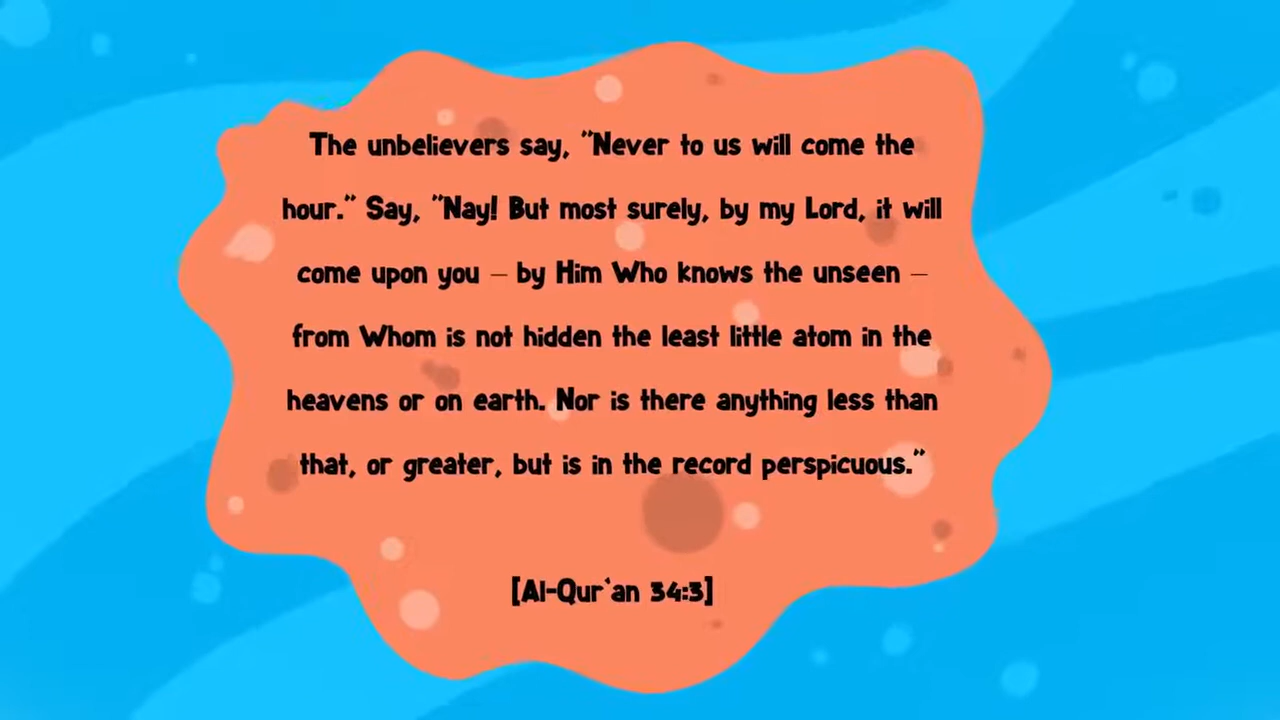 The unbelievers say, "Never to us will come the
hour." Say, "Nay! But most surely, by my Lord, it will
come upon you – by Him Who knows the unseen –
from Whom is not hidden the least little atom in the
heavens or on earth. Nor is there anything less than
that, or greater, but is in the record perspicuous."
[Al-Qur`an 34:3]